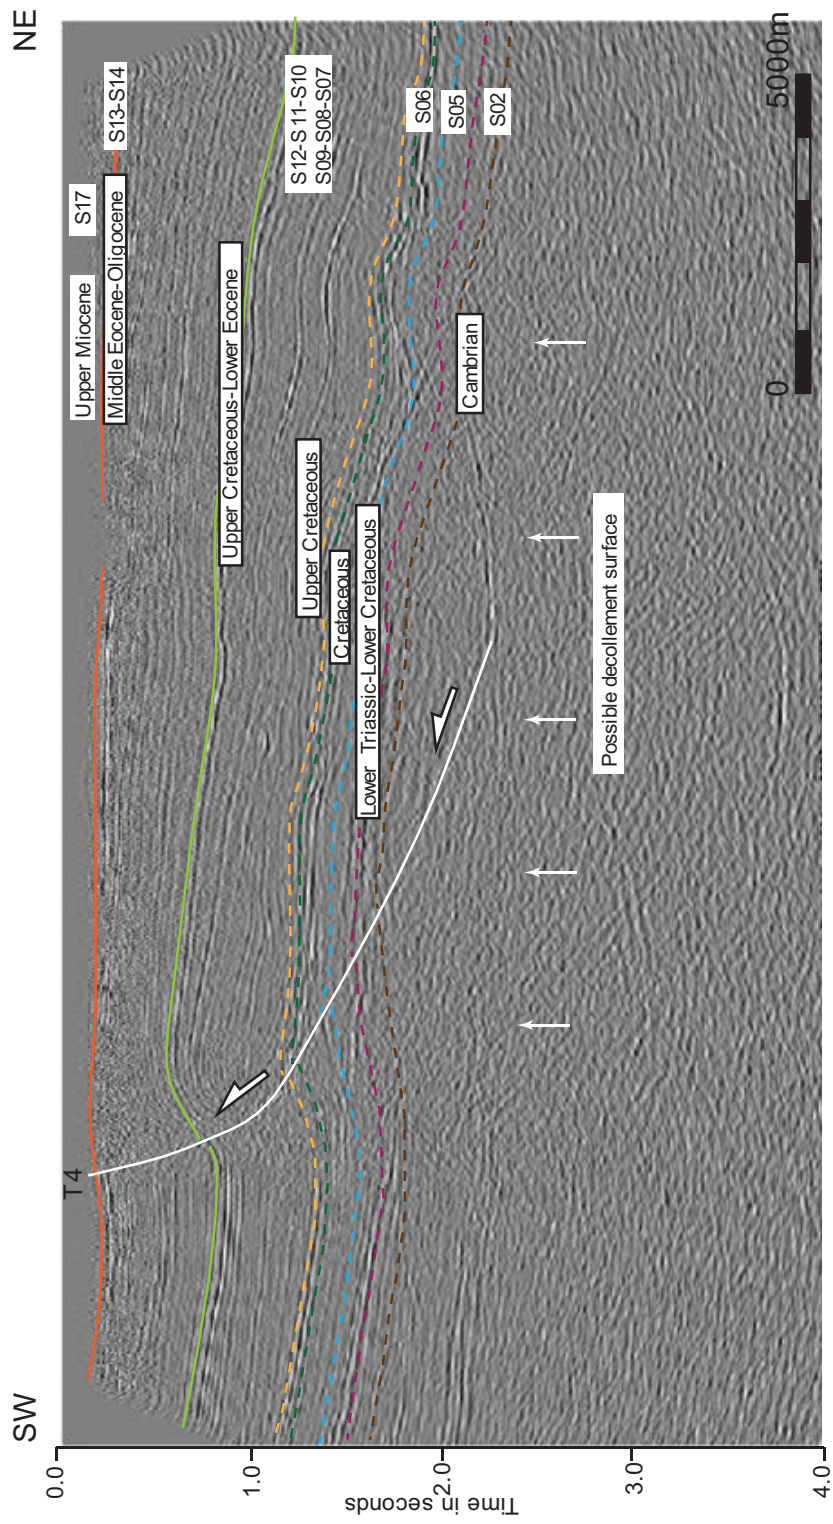 SW
NE
T4
Upper Miocene
S17
Middle Eocene-Oligocene
S13-S14
Upper Cretaceous-Lower Eocene
S12-S11-S10
S09-S08-S07
Upper Cretaceous
Cretaceous
S06
Lower Triassic-Lower Cretaceous
S05
Cambrian
S02
Possible decollement surface
0
5000m
0.0
1.0
2.0
3.0
4.0
Time in seconds